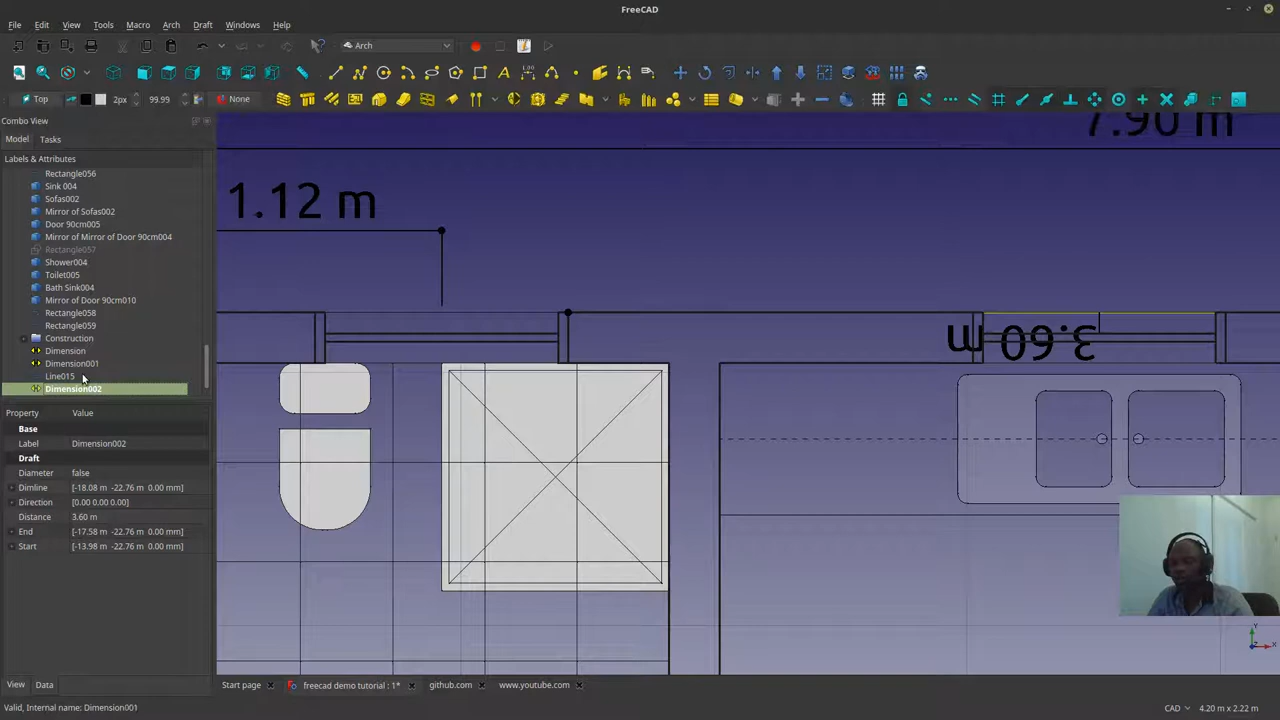 FreeCAD
File Edit View Tools Macro Arch Draft Windows Help
Arch
Top 2px 99.99 None
Combo View
Model Tasks
Labels & Attributes
Rectangle056
Sink 004
Sofas002
Mirror of Sofas002
Door 90cm005
Mirror of Mirror of Door 90cm004
Rectangle057
Shower004
Toilet005
Bath Sink004
Mirror of Door 90cm010
Rectangle058
Rectangle059
Construction
Dimension
Dimension001
Line015
Dimension002
Property Value
Base
Label Dimension002
Draft
Diameter false
Dimline [-18.08 m -22.76 m 0.00 mm]
Direction [0.00 0.00 0.00]
Distance 3.60 m
End [-17.58 m -22.76 m 0.00 mm]
Start [-13.98 m -22.76 m 0.00 mm]
7.90 m
1.12 m
3.60 m
View Data
Start page freecad demo tutorial : 1* github.com www.youtube.com
Valid, Internal name: Dimension001 CAD 4.20 m x 2.22 m